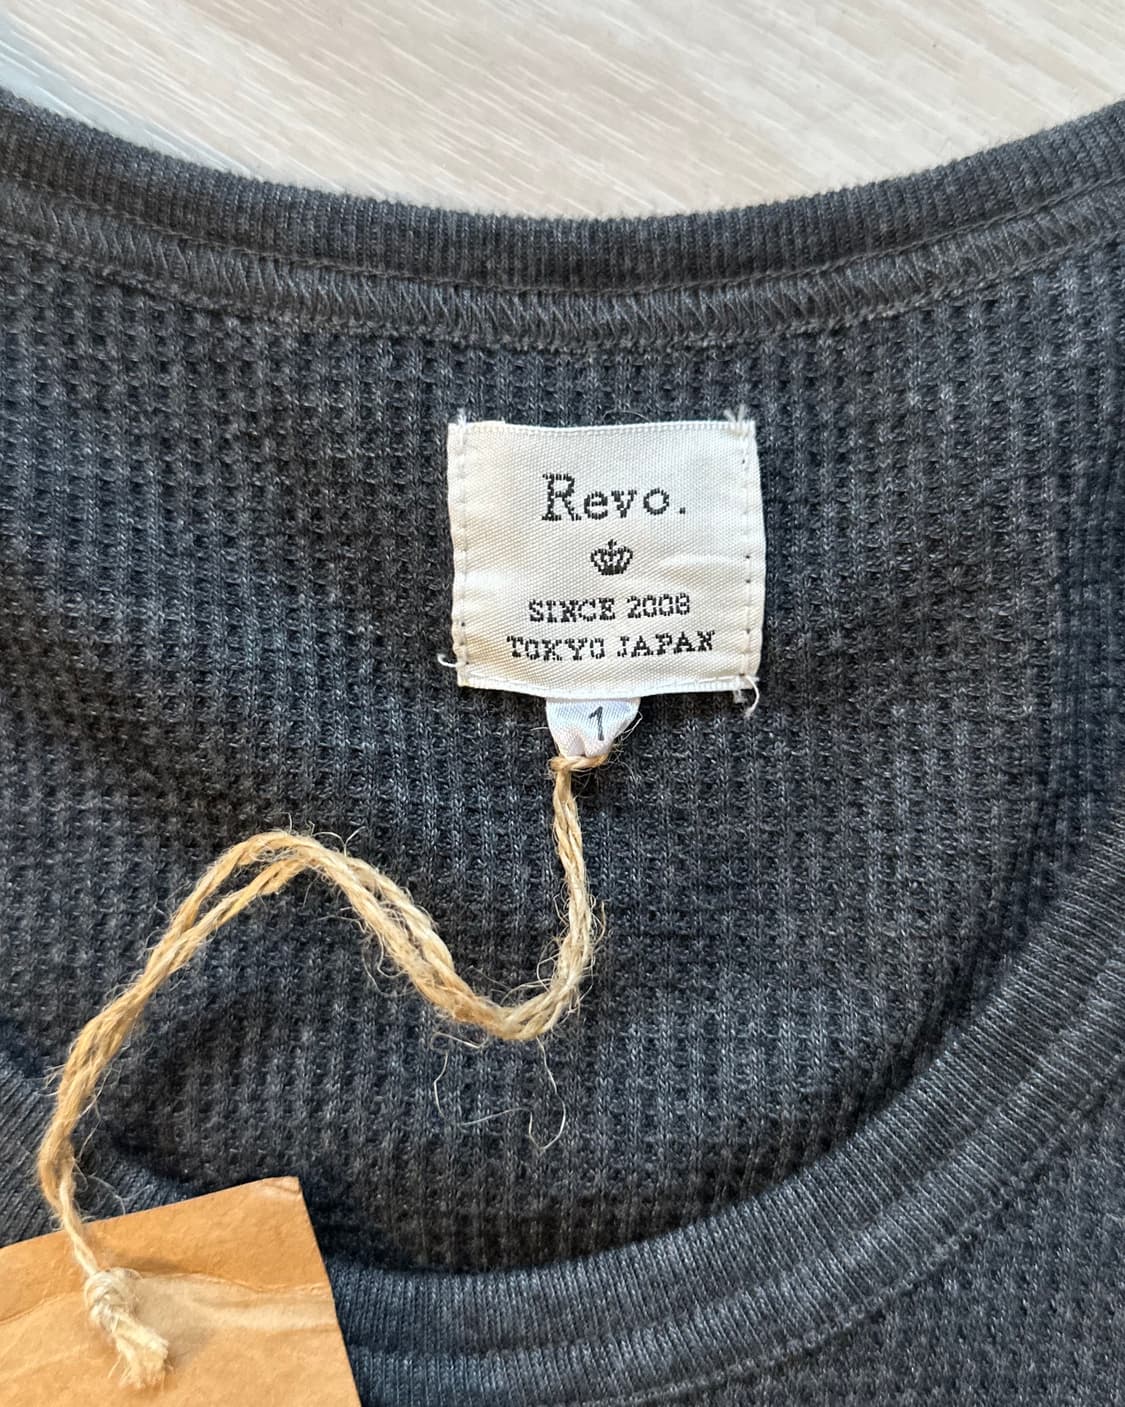 Revo.
SINCE 2008
TOKYO JAPAN
1